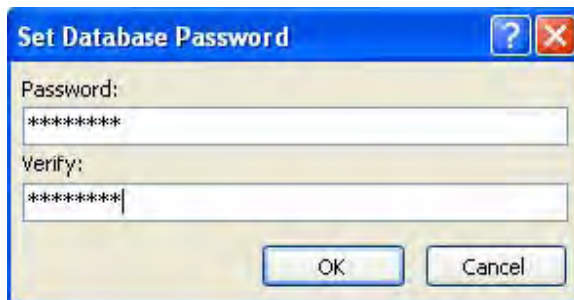 Set Database Password
?
Password:
********
Verify:
********
OK Cancel